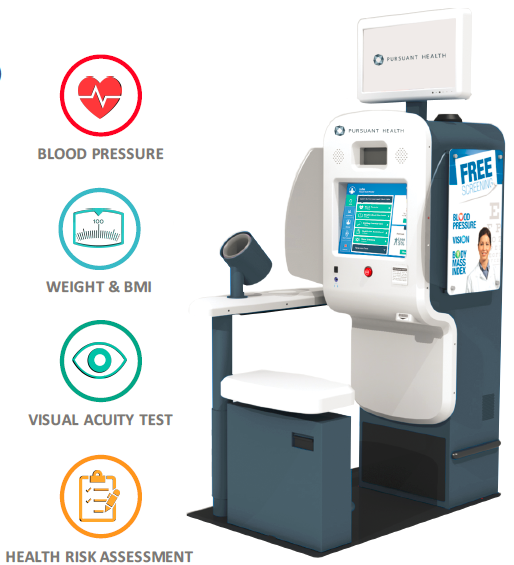 PURSUANT HEALTH
PURSUANT HEALTH
BLOOD PRESSURE
100
WEIGHT & BMI
VISUAL ACUITY TEST
HEALTH RISK ASSESSMENT
FREE
SCREENING
BLOOD
PRESSURE
VISION
BODY
MASS
INDEX